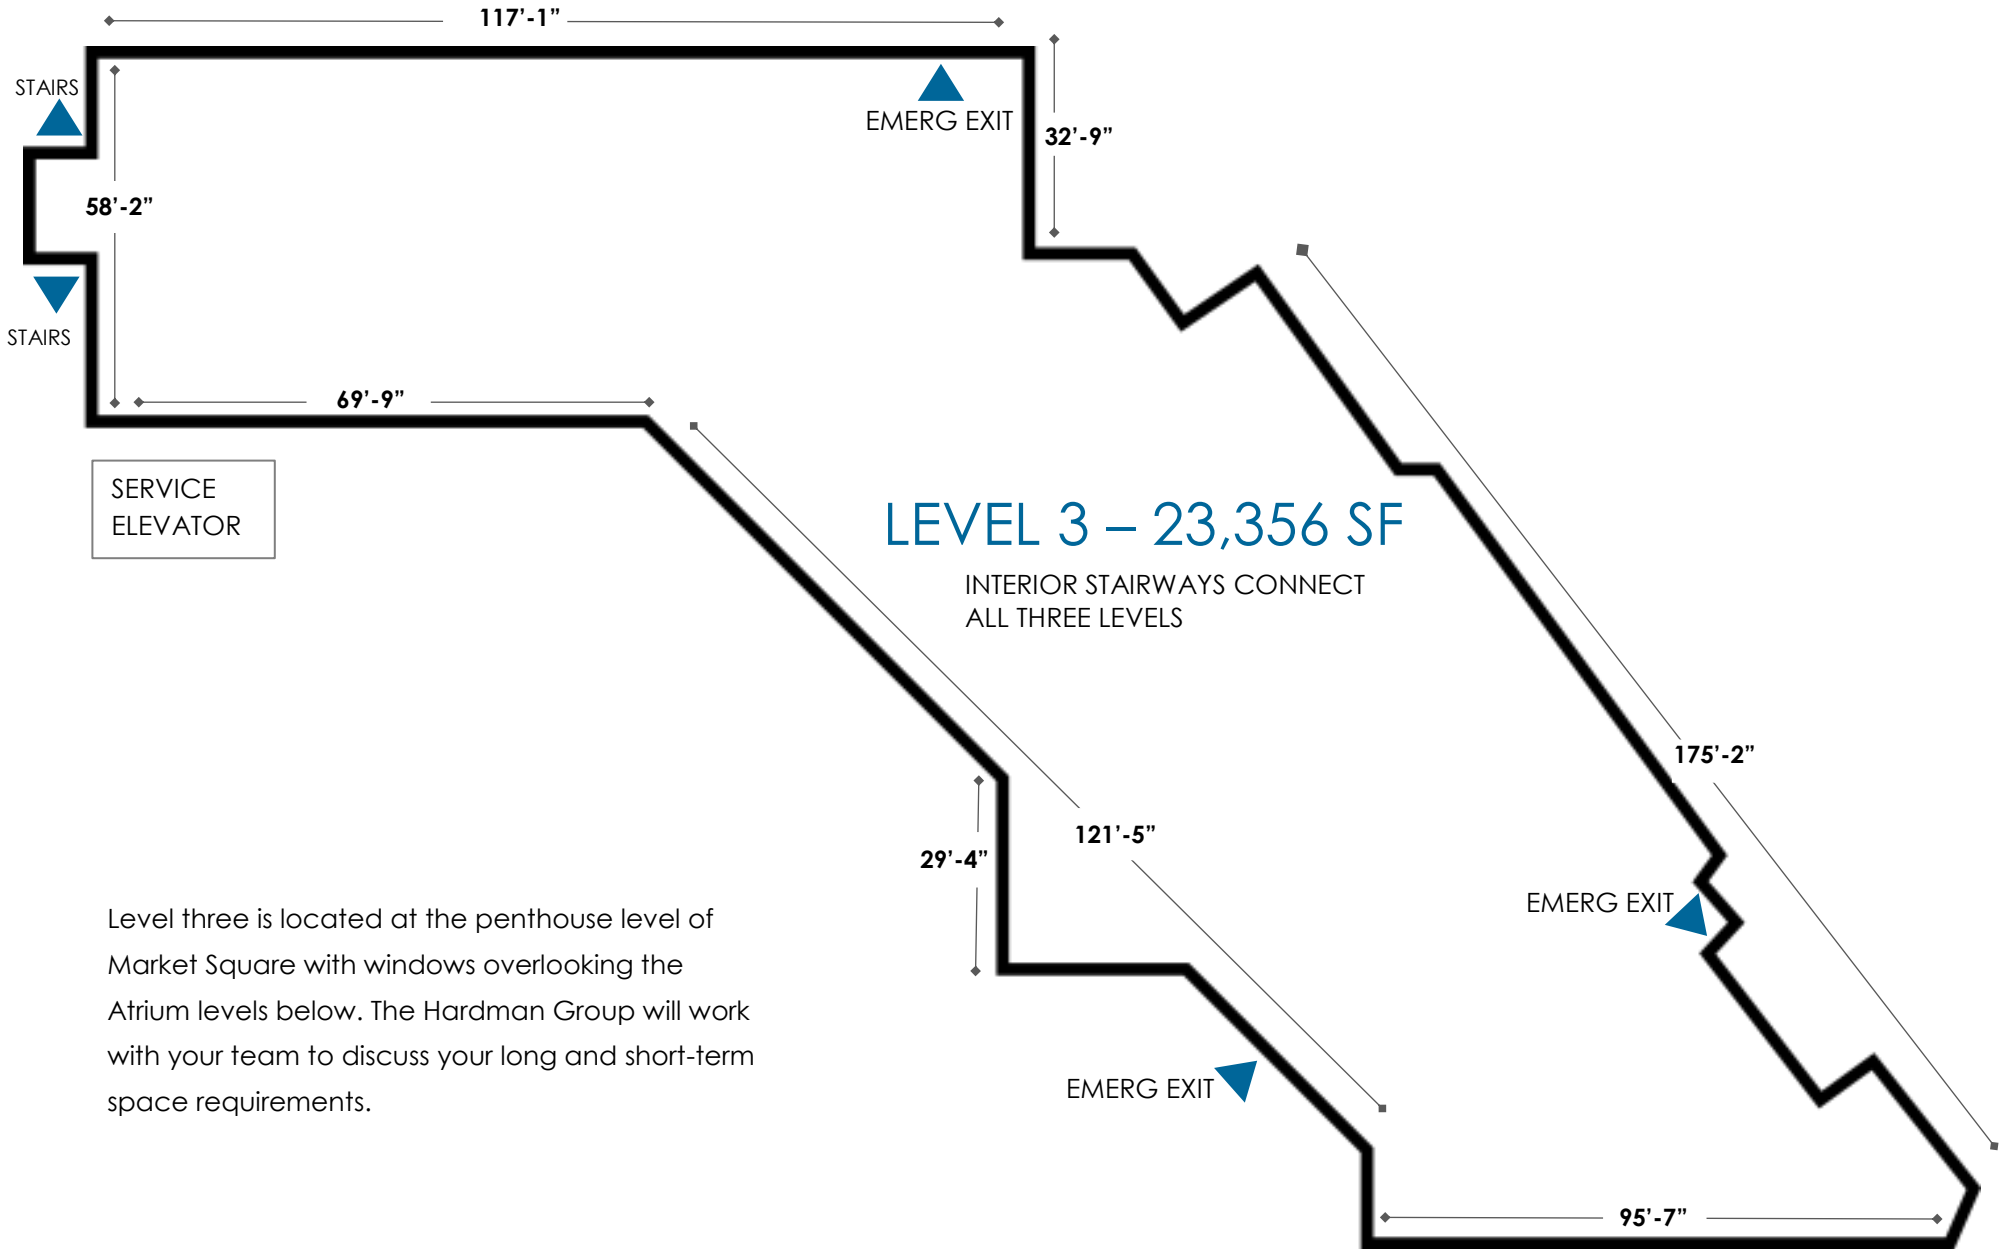 117’-1”
STAIRS
EMERG EXIT
32’-9”
58’-2”
STAIRS
69’-9”
SERVICE
ELEVATOR
LEVEL 3 – 23,356 SF
INTERIOR STAIRWAYS CONNECT
ALL THREE LEVELS
175’-2”
121’-5”
29’-4”
EMERG EXIT
Level three is located at the penthouse level of
Market Square with windows overlooking the
Atrium levels below. The Hardman Group will work
with your team to discuss your long and short-term
space requirements.
EMERG EXIT
95’-7”